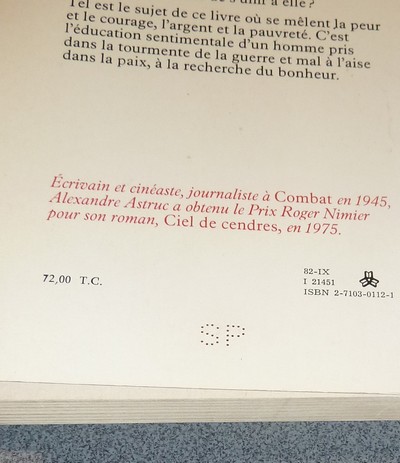 s'unir à elle ?
Tel est le sujet de ce livre où se mêlent la peur
et le courage, l'argent et la pauvreté. C'est
l'éducation sentimentale d'un homme pris
dans la tourmente de la guerre et mal à l'aise
dans la paix, à la recherche du bonheur.
Écrivain et cinéaste, journaliste à Combat en 1945,
Alexandre Astruc a obtenu le Prix Roger Nimier
pour son roman, Ciel de cendres, en 1975.
72,00 T.C.
82-IX
I 21451
ISBN 2-7103-0112-1
SP